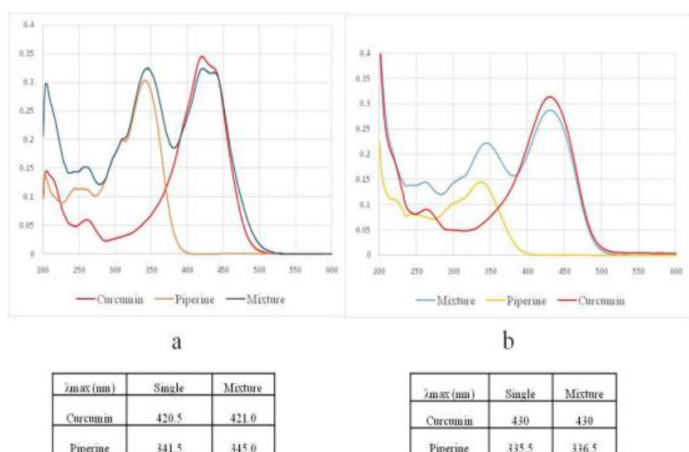 0.4
0.35
0.3
0.25
0.2
0.15
0.1
0.05
0
200 250 300 350 400 450 500 550 600
Curcumin Piperine Mixture
a
0.4
0.35
0.3
0.25
0.2
0.15
0.1
0.05
0
200 250 300 350 400 450 500 550 600
Mixture Piperine Curcumin
b
λmax (nm) Single Mixture
Curcumin 420.5 421.0
Piperine 341.5 345.0
λmax (nm) Single Mixture
Curcumin 430 430
Piperine 335.5 336.5